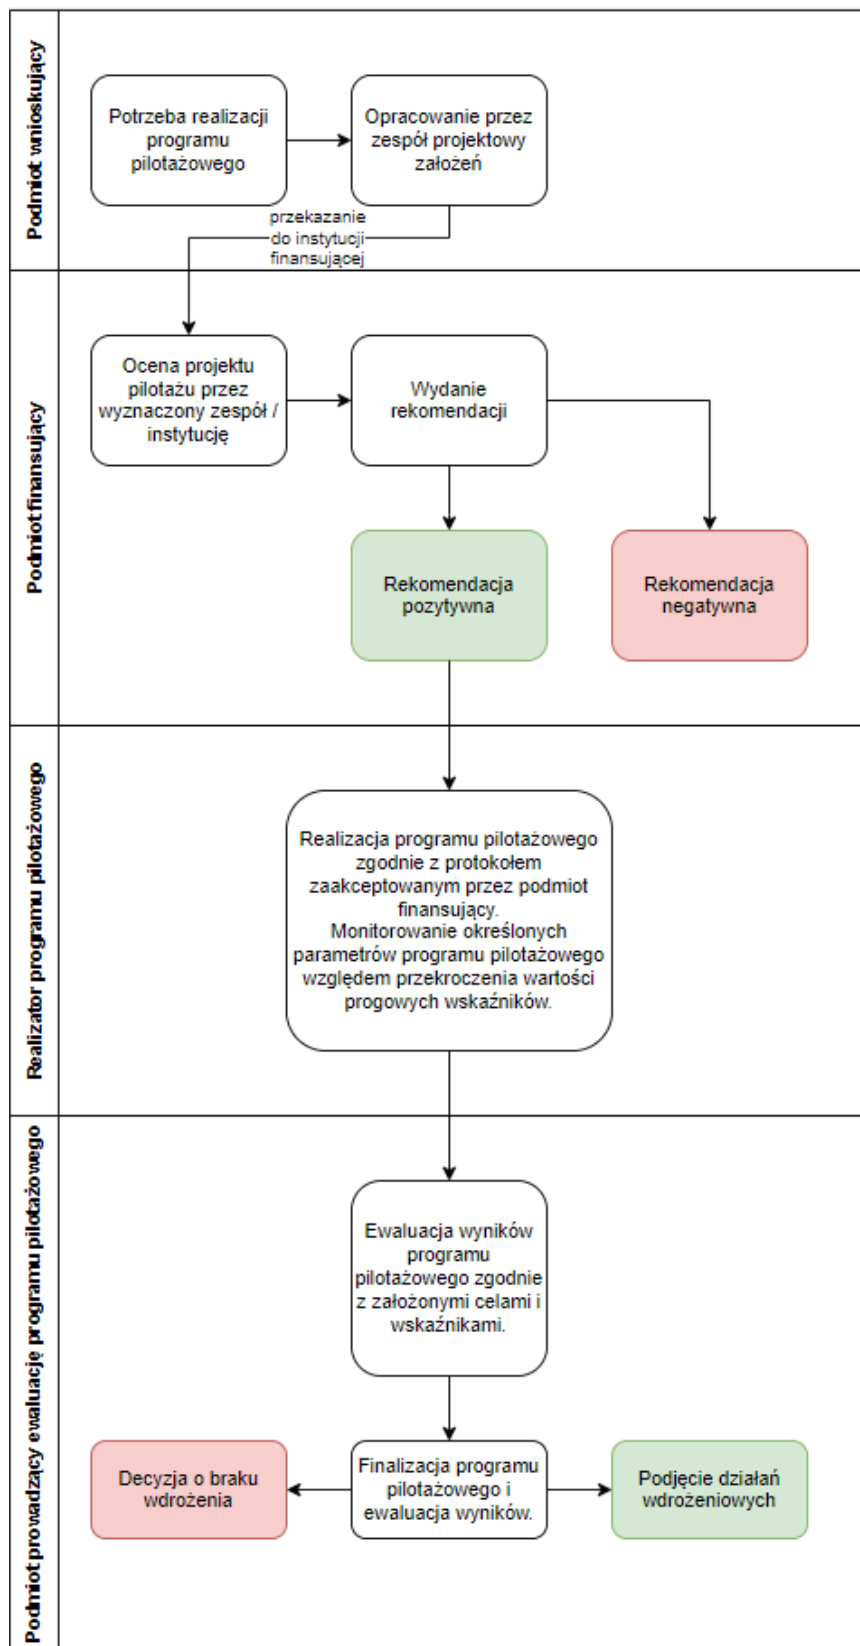 Podmiot wnioskujący
Potrzeba realizacji
programu
pilotażowego
Opracowanie przez
zespół projektowy
założeń
przekazanie
do instytucji
finansującej
Podmiot finansujący
Ocena projektu
pilotażu przez
wyznaczony zespół /
instytucję
Wydanie
rekomendacji
Rekomendacja
pozytywna
Rekomendacja
negatywna
Realizator programu pilotażowego
Realizacja programu pilotażowego
zgodnie z protokołem
zaakceptowanym przez podmiot
finansujący.
Monitorowanie określonych
parametrów programu pilotażowego
względem przekroczenia wartości
progowych wskaźników.
Podmiot prowadzący ewaluację programu pilotażowego
Ewaluacja wyników
programu
pilotażowego zgodnie
z założonymi celami i
wskaźnikami.
Decyzja o braku
wdrożenia
Finalizacja programu
pilotażowego i
ewaluacja wyników.
Podjęcie działań
wdrożeniowych